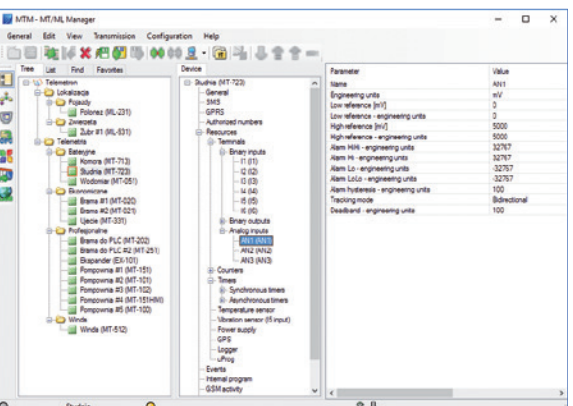 MTM - MT/ML Manager
General Edit View Transmission Configuration Help
Tree List Find Favorites
Telemetron
Lokalizacja
Pojazdy
Polonez (ML-231)
Zwierzeta
Zubr #1 (ML-931)
Telemetria
Bateryjne
Komora (MT-713)
Studnia (MT-723)
Wodomiar (MT-051)
Ekonomiczne
Brama #1 (MT-020)
Brama #2 (MT-021)
Ujecie (MT-331)
Profesjonalne
Brama do PLC (MT-202)
Brama do PLC #2 (MT-251)
Ekspander (EX-101)
Pompownia #1 (MT-151)
Pompownia #2 (MT-101)
Pompownia #3 (MT-102)
Pompownia #4 (MT-151HMI)
Pompownia #5 (MT-100)
Winda
Winda (MT-512)
Device
Studnia (MT-723)
General
SMS
GPRS
Authorized numbers
Resources
Terminals
Binary inputs
I1 (I1)
I2 (I2)
I3 (I3)
I4 (I4)
I5 (I5)
I6 (I6)
Binary outputs
Analog inputs
AN1 (AN1)
AN2 (AN2)
AN3 (AN3)
Counters
Timers
Synchronous timers
Asynchronous timers
Temperature sensor
Vibration sensor (I5 input)
Power supply
GPS
Logger
uProg
Events
Internal program
GSM activity
Parameter Value
Name AN1
Engineering units mV
Low reference [mV] 0
Low reference - engineering units 0
High reference [mV] 5000
High reference - engineering units 5000
Alarm HiHi - engineering units 32767
Alarm Hi - engineering units 32767
Alarm Lo - engineering units -32767
Alarm LoLo - engineering units -32767
Alarm hysteresis - engineering units 100
Tracking mode Bidirectional
Deadband - engineering units 100
Studnia